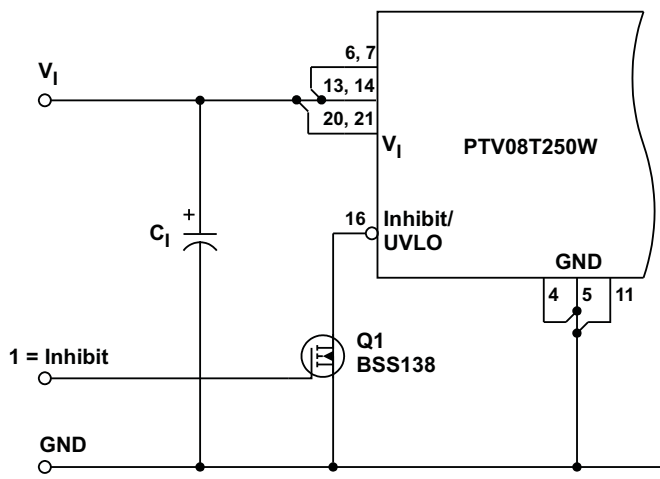 6, 7
V_I
13, 14
20, 21
V_I
PTV08T250W
+
C_I
16
Inhibit/
UVLO
GND
4
5
11
Q1
BSS138
1 = Inhibit
GND